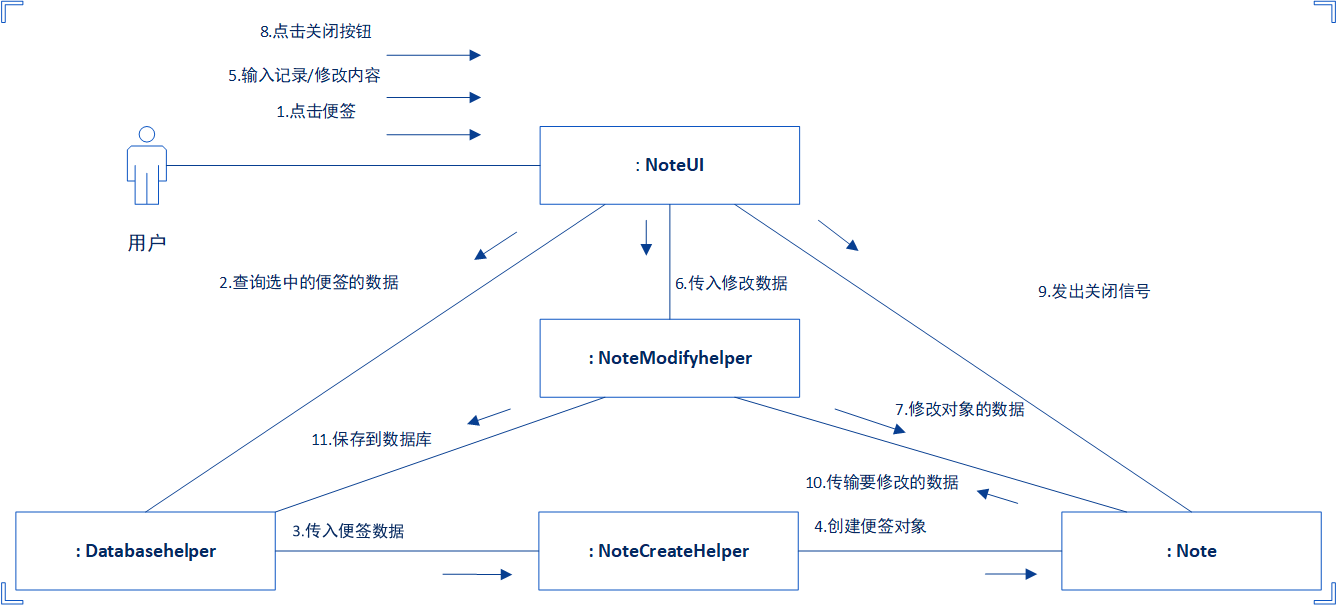 8.点击关闭按钮
5.输入记录/修改内容
1.点击便签
: NoteUI
用户
2.查询选中的便签的数据
6.传入修改数据
9.发出关闭信号
: NoteModifyhelper
7.修改对象的数据
11.保存到数据库
10.传输要修改的数据
3.传入便签数据
4.创建便签对象
: Databasehelper
: NoteCreateHelper
: Note